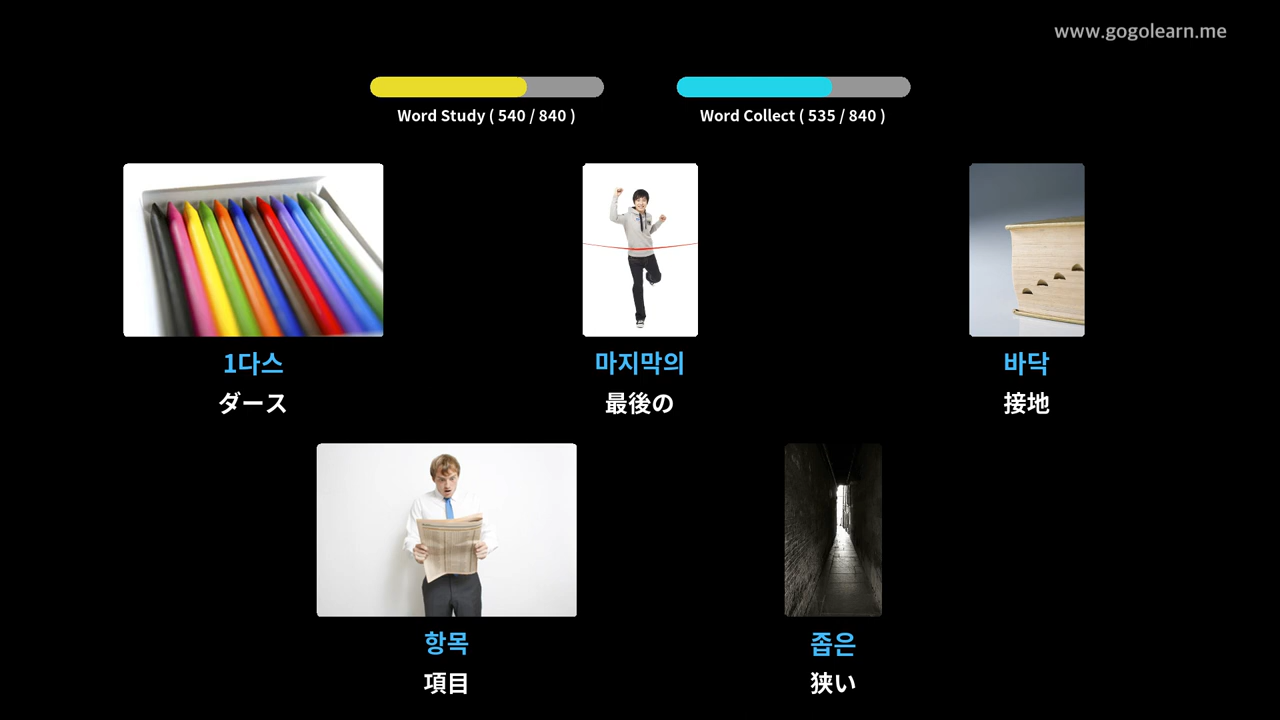 www.gogolearn.me
Word Study ( 540 / 840 )
Word Collect ( 535 / 840 )
1다스
ダース
마지막의
最後の
바닥
接地
항목
項目
좁은
狭い